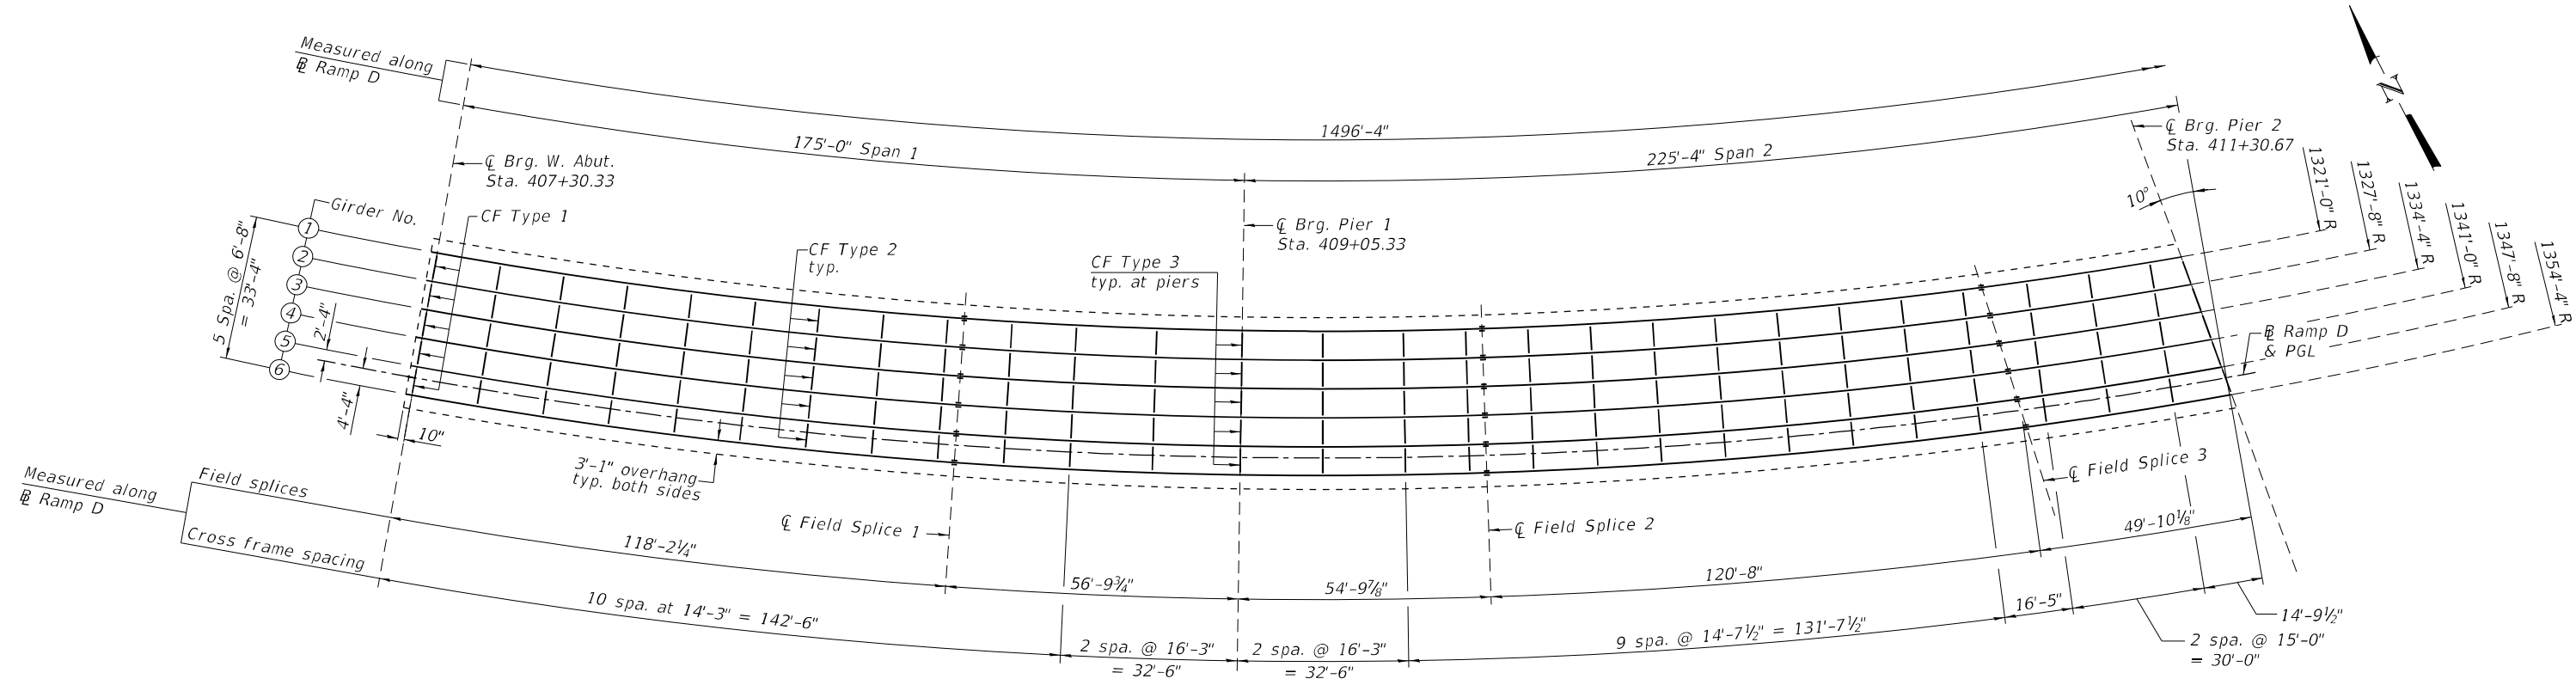 Measured along
℄ Ramp D
1496'-4"
175'-0" Span 1
225'-4" Span 2
℄ Brg. W. Abut.
Sta. 407+30.33
℄ Brg. Pier 1
Sta. 409+05.33
℄ Brg. Pier 2
Sta. 411+30.67
N
10°
1321'-0" R
1327'-8" R
1334'-4" R
1341'-0" R
1347'-8" R
1354'-4" R
Girder No.
1
2
3
4
5
6
5 Spa. @ 6'-8"
= 33'-4"
2'-4"
4'-4"
10"
CF Type 1
CF Type 2
typ.
CF Type 3
typ. at piers
3'-1" overhang
typ. both sides
℄ Ramp D
& PGL
℄ Field Splice 1
℄ Field Splice 2
℄ Field Splice 3
Measured along
℄ Ramp D
Field splices
Cross frame spacing
118'-2¼"
56'-9¾"
54'-9⅞"
120'-8"
49'-10⅛"
10 spa. at 14'-3" = 142'-6"
2 spa. @ 16'-3"
= 32'-6"
2 spa. @ 16'-3"
= 32'-6"
9 spa. @ 14'-7½" = 131'-7½"
16'-5"
14'-9½"
2 spa. @ 15'-0"
= 30'-0"